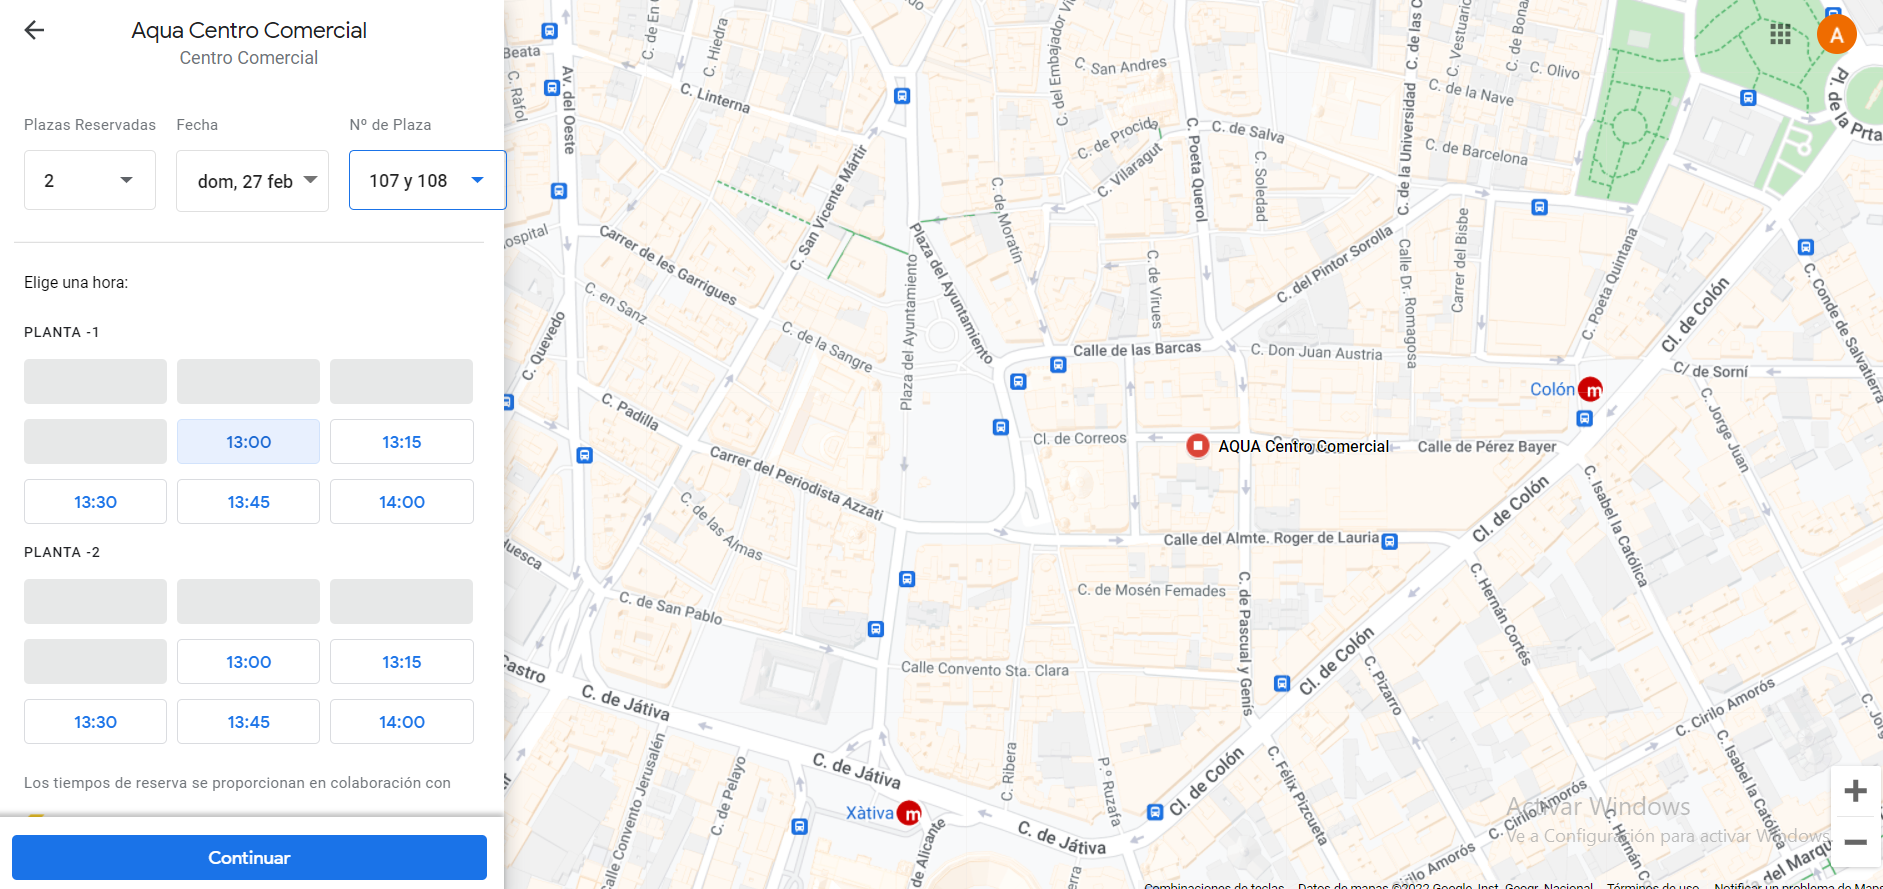 Aqua Centro Comercial
Centro Comercial
Plazas Reservadas
Fecha
Nº de Plaza
2
dom, 27 feb
107 y 108
Elige una hora:
PLANTA -1
13:00
13:15
13:30
13:45
14:00
PLANTA -2
13:00
13:15
13:30
13:45
14:00
Los tiempos de reserva se proporcionan en colaboración con
Continuar
A
Beata
C. Ràfol
Av. del Oeste
C. de En
C. Hiedra
C. Linterna
C. del Embajador Vi
C. San Andres
C. de Procida
C. Vilaragut
C. Poeta Querol
C. de Salva
C. Soledad
C. de la Universidad
C. de las C
C. Vestuario
C. de Bona
C. Olivo
C. de la Nave
C. de Barcelona
Pl. de la Prta
C. San Vicente Mártir
ospital
Carrer de les Garrigues
C. en Sanz
C. Quevedo
C. de la Sangre
C. Padilla
Plaza del Ayuntamiento
Plaza del Ayuntamiento
C. de Moratín
C. de Virues
C. del Pintor Sorolla
Calle Dr. Romagosa
Carrer del Bisbe
C. Poeta Quintana
Cl. de Colón
C. Conde de Salvatierra
Calle de las Barcas
C. Don Juan Austria
C/ de Sorní
Colón
m
Cl. de Correos
AQUA Centro Comercial
Calle de Pérez Bayer
C. Jorge Juan
Carrer del Periodista Azzati
C. de las Almas
Huesca
Cl. de Colón
C. Isabel la Católica
Calle del Almte. Roger de Lauria
C. de Mosén Femades
C. de Pascual y Genís
C. Hernán Cortés
C. de San Pablo
Calle Convento Sta. Clara
Cl. de Colón
C. Pizarro
C. Cirilo Amorós
C. Jo
Castro
C. de Játiva
C. de Játiva
C. Ribera
P.º Ruzafa
Cl. de Colón
C. Félix Pizcueta
C. Isabel la Católica
Calle Convento Jerusalén
C. de Pelayo
Xàtiva
m
de Alicante
C. de Játiva
C. Cirilo Amorós
C. Cirilo Amorós
C. Hernán C
del Marqu
Activar Windows
Ve a Configuración para activar Windows
Combinaciones de teclas
Datos de mapas ©2022 Google, Inst. Geogr. Nacional
Términos de uso
Notificar un problema de Maps